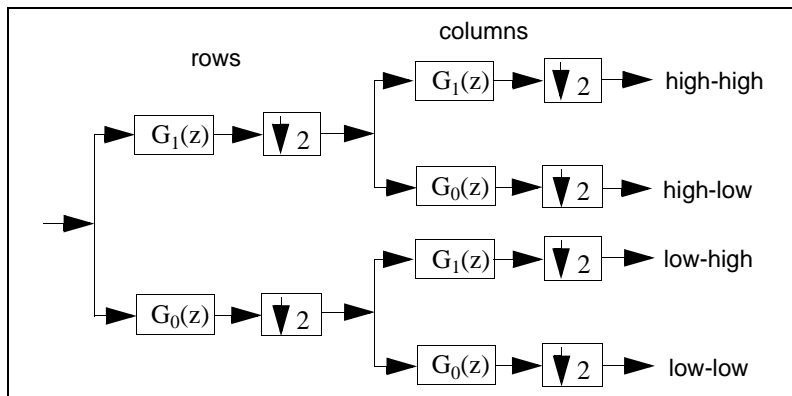 rows
columns
G₁(z)
2
G₁(z)
2
high-high
G₀(z)
2
high-low
G₀(z)
2
G₁(z)
2
low-high
G₀(z)
2
low-low